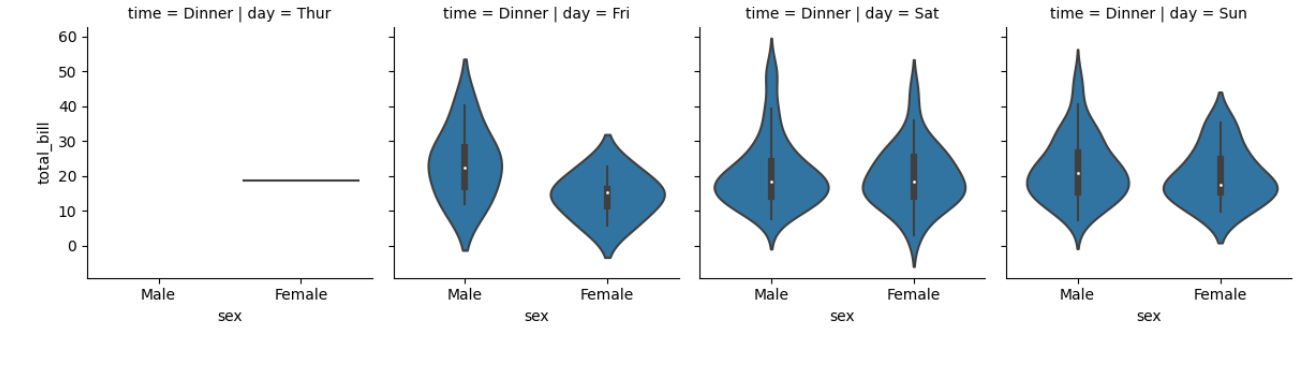 time = Dinner | day = Thur
time = Dinner | day = Fri
time = Dinner | day = Sat
time = Dinner | day = Sun
total_bill
60
50
40
30
20
10
0
Male Female
Male Female
Male Female
Male Female
sex
sex
sex
sex